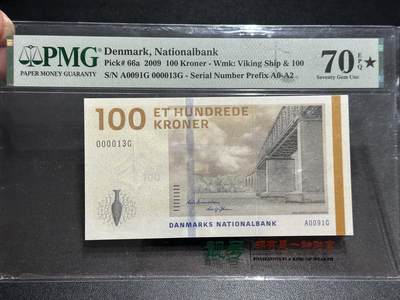 PMG
PAPER MONEY GUARANTY
Denmark, Nationalbank
Pick# 66a 2009 100 Kroner - Wmk: Viking Ship & 100
S/N A0091G 000013G - Serial Number Prefix A0-A2
70 EPQ ★
Seventy Gem Unc
100 ET HUNDREDE
KRONER
000013G
100
DANMARKS NATIONALBANK
A0091G